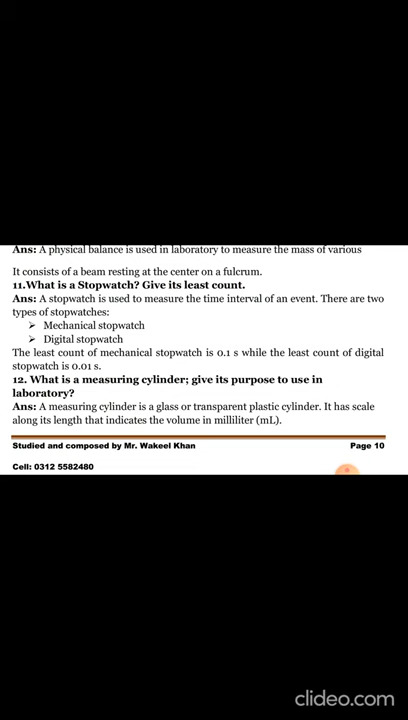 Ans: A physical balance is used in laboratory to measure the mass of various
It consists of a beam resting at the center on a fulcrum.
11.What is a Stopwatch? Give its least count.
Ans: A stopwatch is used to measure the time interval of an event. There are two
types of stopwatches:
➢ Mechanical stopwatch
➢ Digital stopwatch
The least count of mechanical stopwatch is 0.1 s while the least count of digital
stopwatch is 0.01 s.
12. What is a measuring cylinder; give its purpose to use in
laboratory?
Ans: A measuring cylinder is a glass or transparent plastic cylinder. It has scale
along its length that indicates the volume in milliliter (mL).
Studied and composed by Mr. Wakeel Khan Page 10
Cell: 0312 5582480
clideo.com